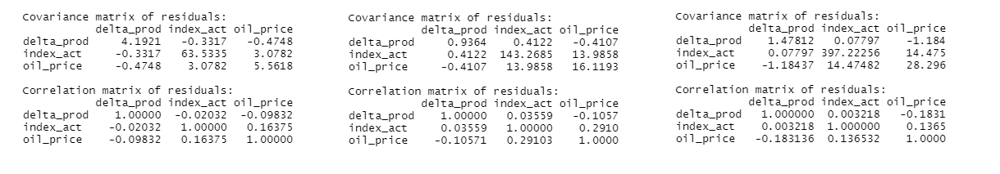 Covariance matrix of residuals:
delta_prod index_act oil_price
delta_prod 4.1921 -0.3317 -0.4748
index_act -0.3317 63.5335 3.0782
oil_price -0.4748 3.0782 5.5618
Correlation matrix of residuals:
delta_prod index_act oil_price
delta_prod 1.00000 -0.02032 -0.09832
index_act -0.02032 1.00000 0.16375
oil_price -0.09832 0.16375 1.00000
Covariance matrix of residuals:
delta_prod index_act oil_price
delta_prod 0.9364 0.4122 -0.4107
index_act 0.4122 143.2685 13.9858
oil_price -0.4107 13.9858 16.1193
Correlation matrix of residuals:
delta_prod index_act oil_price
delta_prod 1.00000 0.03559 -0.1057
index_act 0.03559 1.00000 0.2910
oil_price -0.10571 0.29103 1.0000
Covariance matrix of residuals:
delta_prod index_act oil_price
delta_prod 1.47812 0.07797 -1.184
index_act 0.07797 397.22256 14.475
oil_price -1.18437 14.47482 28.296
Correlation matrix of residuals:
delta_prod index_act oil_price
delta_prod 1.000000 0.003218 -0.1831
index_act 0.003218 1.000000 0.1365
oil_price -0.183136 0.136532 1.0000